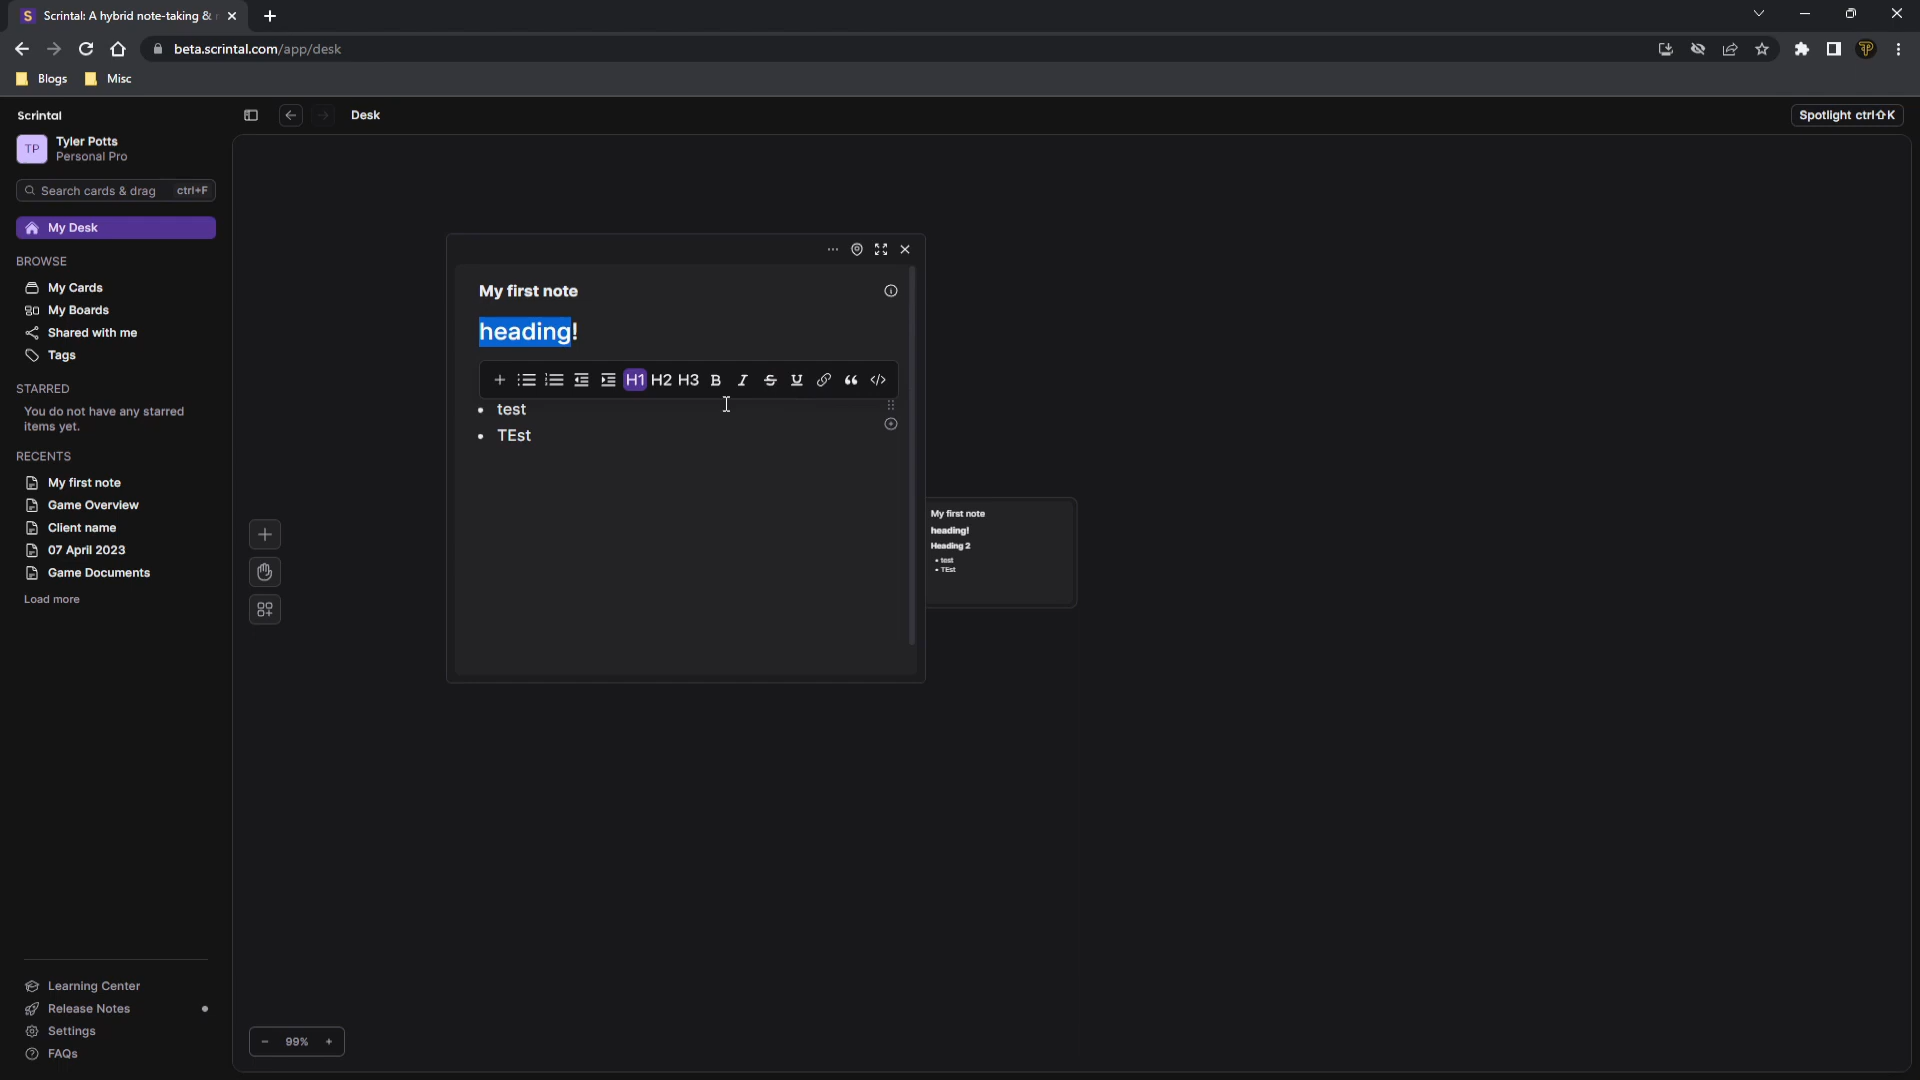 Scrintal: A hybrid note-taking &
beta.scrintal.com/app/desk
Blogs
Misc
Scrintal
Desk
Spotlight ctrl⇧K
TP
Tyler Potts
Personal Pro
Search cards & drag ctrl+F
My Desk
BROWSE
My Cards
My Boards
Shared with me
Tags
STARRED
You do not have any starred
items yet.
RECENTS
My first note
Game Overview
Client name
07 April 2023
Game Documents
Load more
Learning Center
Release Notes
Settings
FAQs
My first note
heading!
H1 H2 H3 B I S U
• test
• TEst
My first note
heading!
Heading 2
• test
• TEst
− 99% +